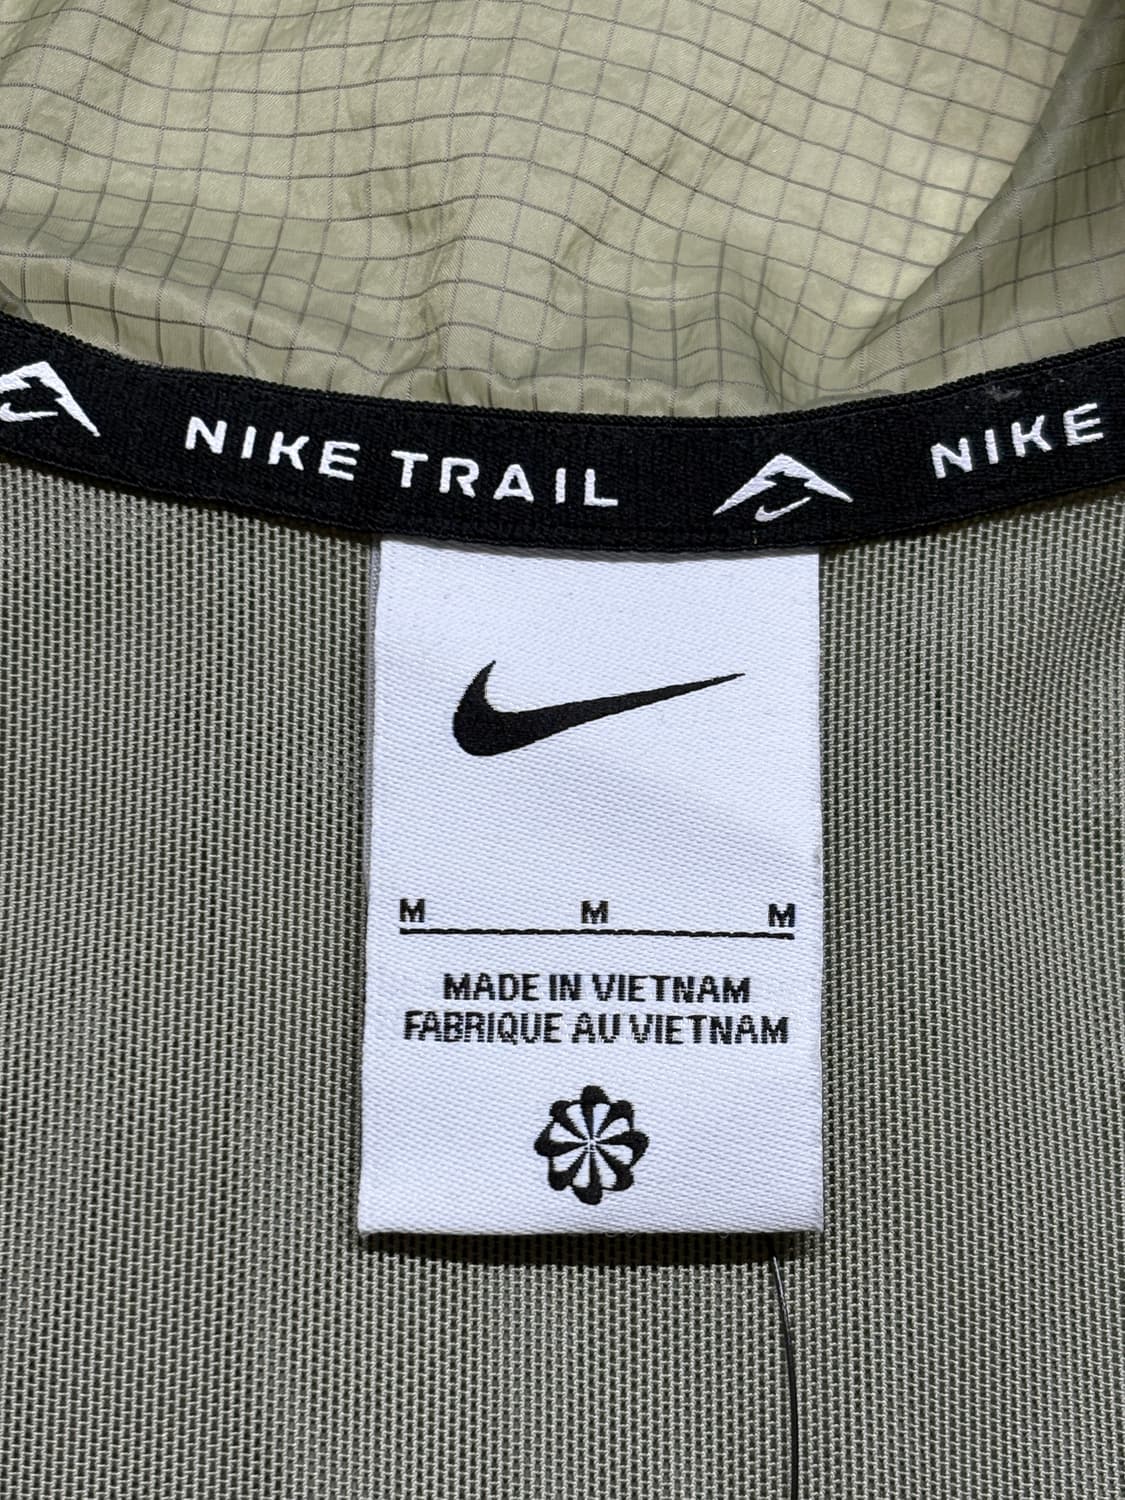 NIKE TRAIL NIKE
M M M
MADE IN VIETNAM
FABRIQUE AU VIETNAM